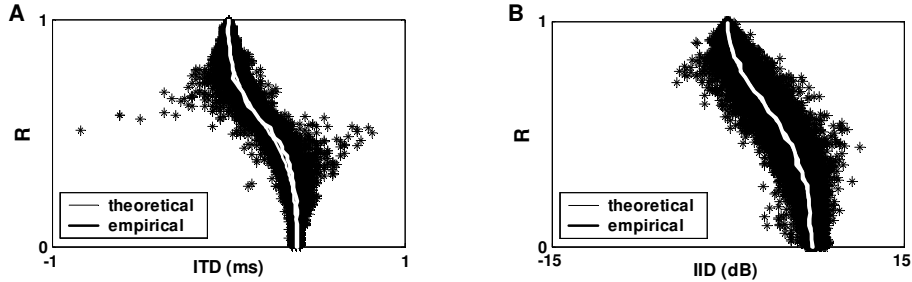 A
1
R
theoretical
empirical
0
-1
ITD (ms)
1
B
1
R
theoretical
empirical
0
-15
IID (dB)
15